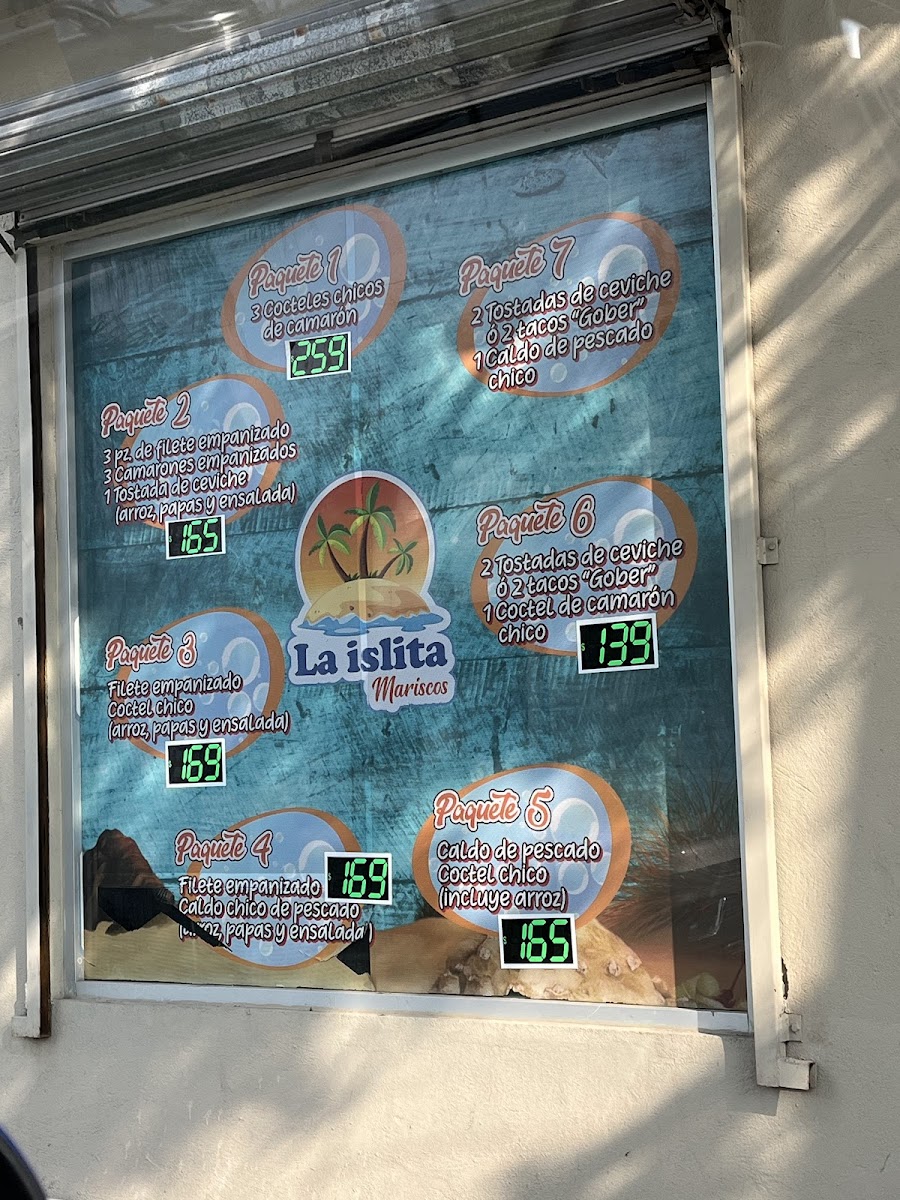 Paquete 1
3 Cocteles chicos
de camarón
$259
Paquete 2
3 pz. de filete empanizado
3 Camarones empanizados
1 Tostada de ceviche
(arroz, papas y ensalada)
$165
Paquete 3
Filete empanizado
Coctel chico
(arroz, papas y ensalada)
$169
Paquete 4
Filete empanizado
$169
Caldo chico de pescado
(arroz, papas y ensalada)
La islita
Mariscos
Paquete 7
2 Tostadas de ceviche
ó 2 tacos "Gober"
1 Caldo de pescado
chico
Paquete 6
2 Tostadas de ceviche
ó 2 tacos "Gober"
1 Coctel de camarón
chico
$139
Paquete 5
Caldo de pescado
Coctel chico
(incluye arroz)
$165